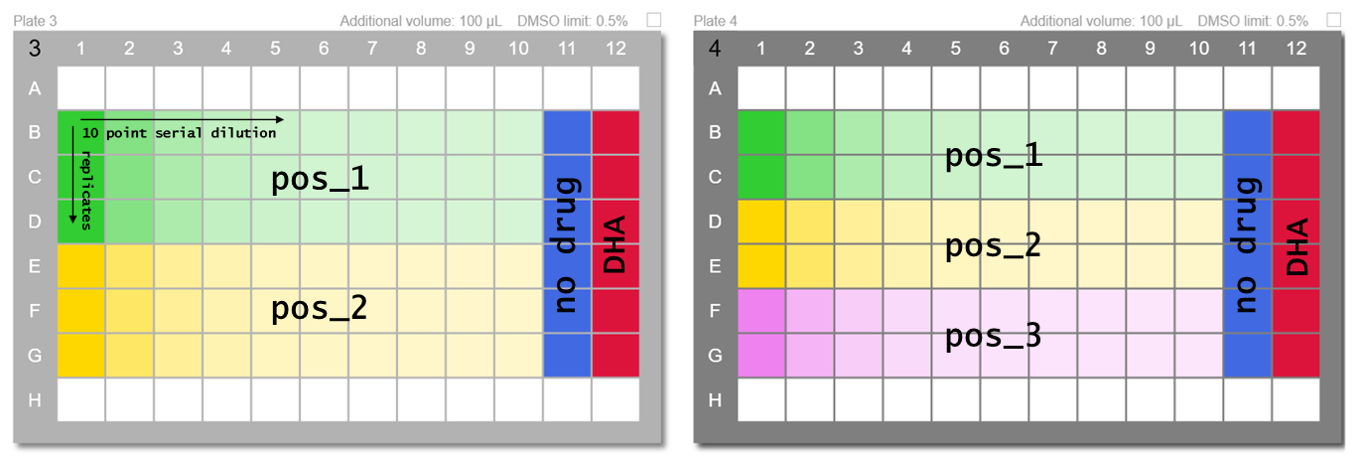 Plate 3 Additional volume: 100 µL DMSO limit: 0.5%
3 1 2 3 4 5 6 7 8 9 10 11 12
A
B
C
D
E
F
G
H
10 point serial dilution
replicates
pos_1
pos_2
no drug
DHA
Plate 4 Additional volume: 100 µL DMSO limit: 0.5%
4 1 2 3 4 5 6 7 8 9 10 11 12
A
B
C
D
E
F
G
H
pos_1
pos_2
pos_3
no drug
DHA